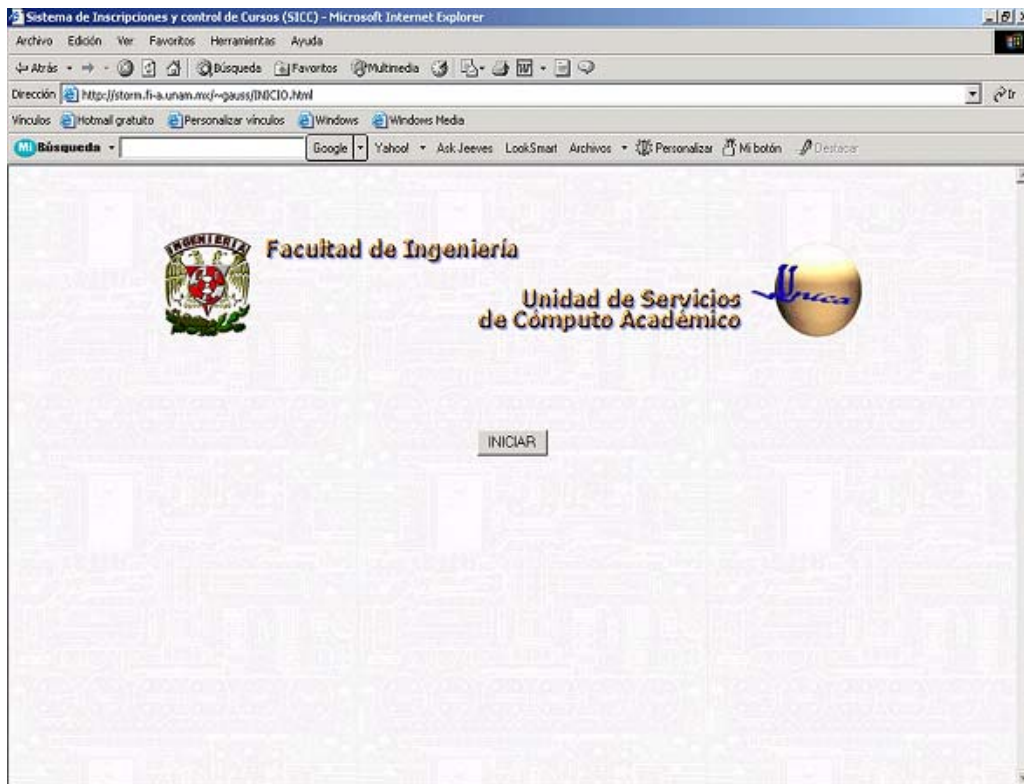 Sistema de Inscripciones y control de Cursos (SICC) - Microsoft Internet Explorer
Archivo Edición Ver Favoritos Herramientas Ayuda
Atrás Búsqueda Favoritos Multimedia
Dirección http://storm.fi-a.unam.mx/~gauss/INICIO.html Ir
Vínculos Hotmail gratuito Personalizar vínculos Windows Windows Media
Mi Búsqueda Google Yahoo! Ask Jeeves LookSmart Archivos Personalizar Mi botón Destacar
INGENIERIA
Facultad de Ingeniería
Unidad de Servicios
de Cómputo Académico
Unica
INICIAR